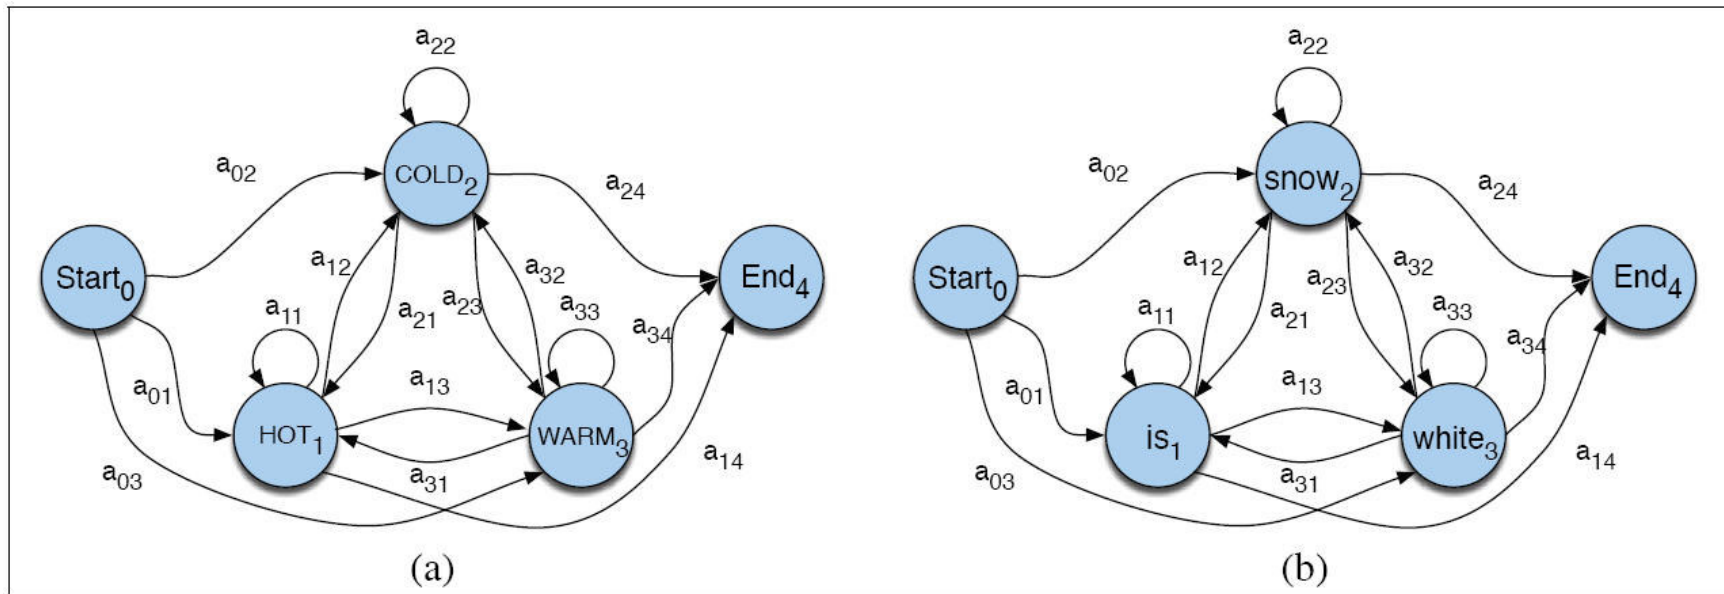 a22
a02
COLD2
a24
Start0
a12
a32
End4
a11
a21
a23
a33
a34
a01
a13
HOT1
WARM3
a03
a31
a14
(a)
a22
a02
snow2
a24
Start0
a12
a32
End4
a11
a21
a23
a33
a34
a01
a13
is1
white3
a03
a31
a14
(b)